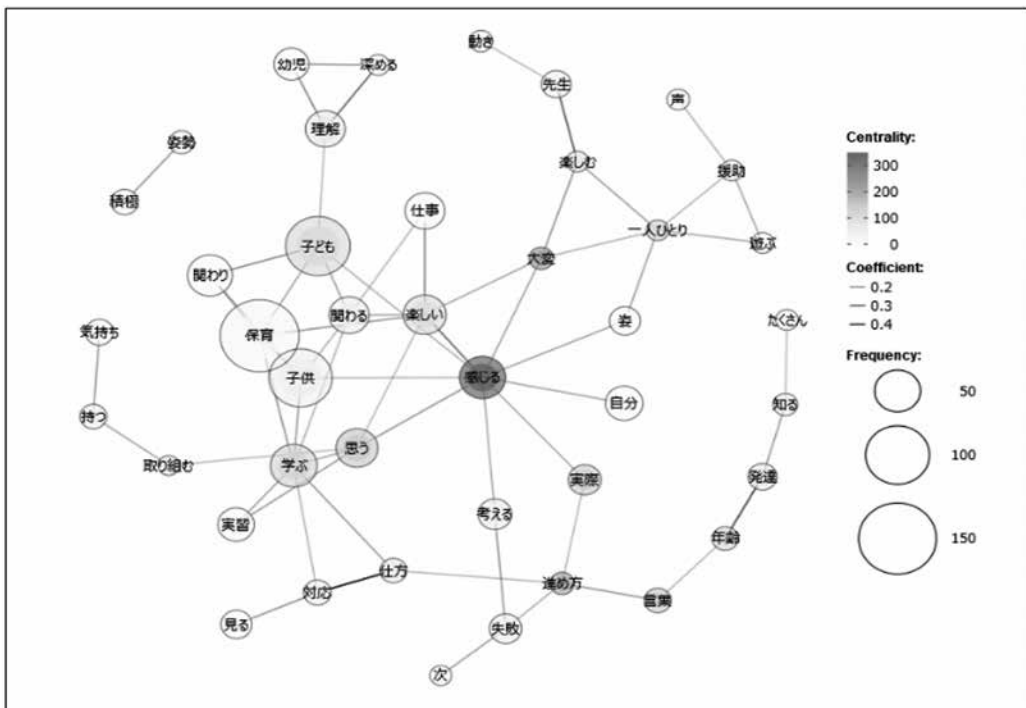 動き
幼児
深める
先生
声
理解
姿勢
楽しむ
援助
積極
仕事
一人ひとり
遊ぶ
子ども
大変
関わり
関わる
楽しい
姿
たくさん
気持ち
保育
子供
感じる
自分
知る
持つ
思う
取り組む
学ぶ
実際
発達
考える
実習
年齢
仕方
進め方
対応
言葉
見る
失敗
次
Centrality:
300
200
100
0
Coefficient:
0.2
0.3
0.4
Frequency:
50
100
150